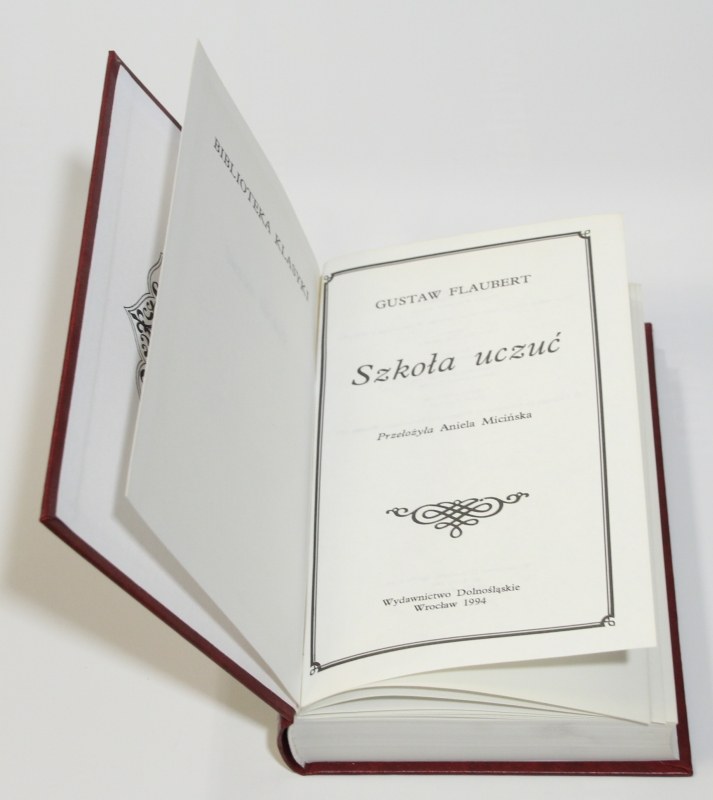 BIBLIOTEKA KLASYKI
GUSTAW FLAUBERT
Szkoła uczuć
Przełożyła Aniela Micińska
Wydawnictwo Dolnośląskie
Wrocław 1994